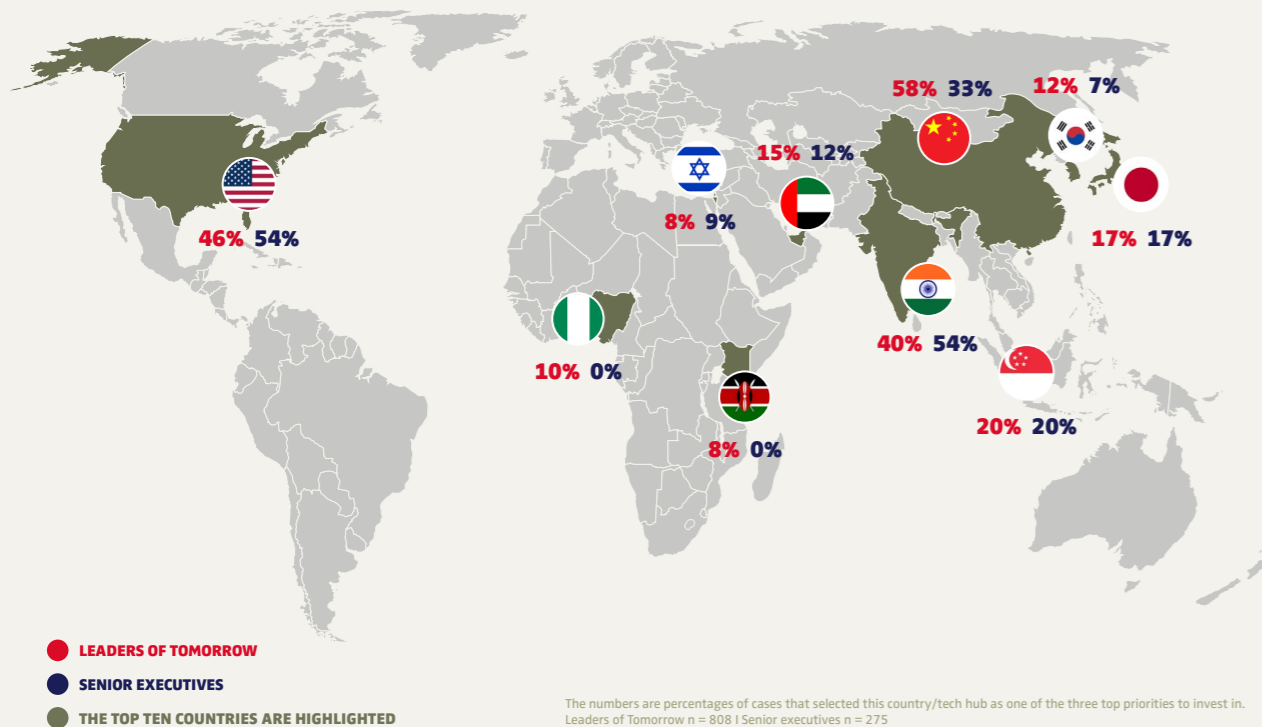 58% 33%
12% 7%
15% 12%
8% 9%
46% 54%
17% 17%
40% 54%
10% 0%
20% 20%
8% 0%
LEADERS OF TOMORROW
SENIOR EXECUTIVES
THE TOP TEN COUNTRIES ARE HIGHLIGHTED
The numbers are percentages of cases that selected this country/tech hub as one of the three top priorities to invest in.
Leaders of Tomorrow n = 808 I Senior executives n = 275